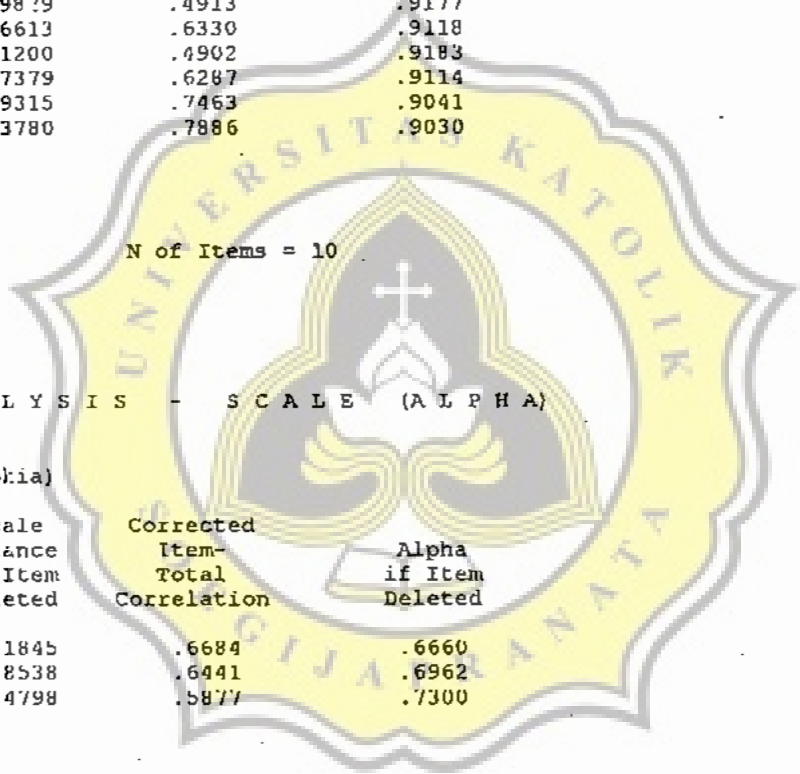 .4913 .9177
6613 .6330 .9118
1200 .4902 .9183
7379 .6287 .9114
9315 .7463 .9041
3780 .7886 .9030
N of Items = 10
L Y S I S - S C A L E (A L P H A)
kia)
ale Corrected
ance Item- Alpha
Item Total if Item
eted Correlation Deleted
1845 .6684 .6660
8538 .6441 .6962
4798 .5877 .7300
UNIVERSITAS KATOLIK
SOEGIJAPRANATA